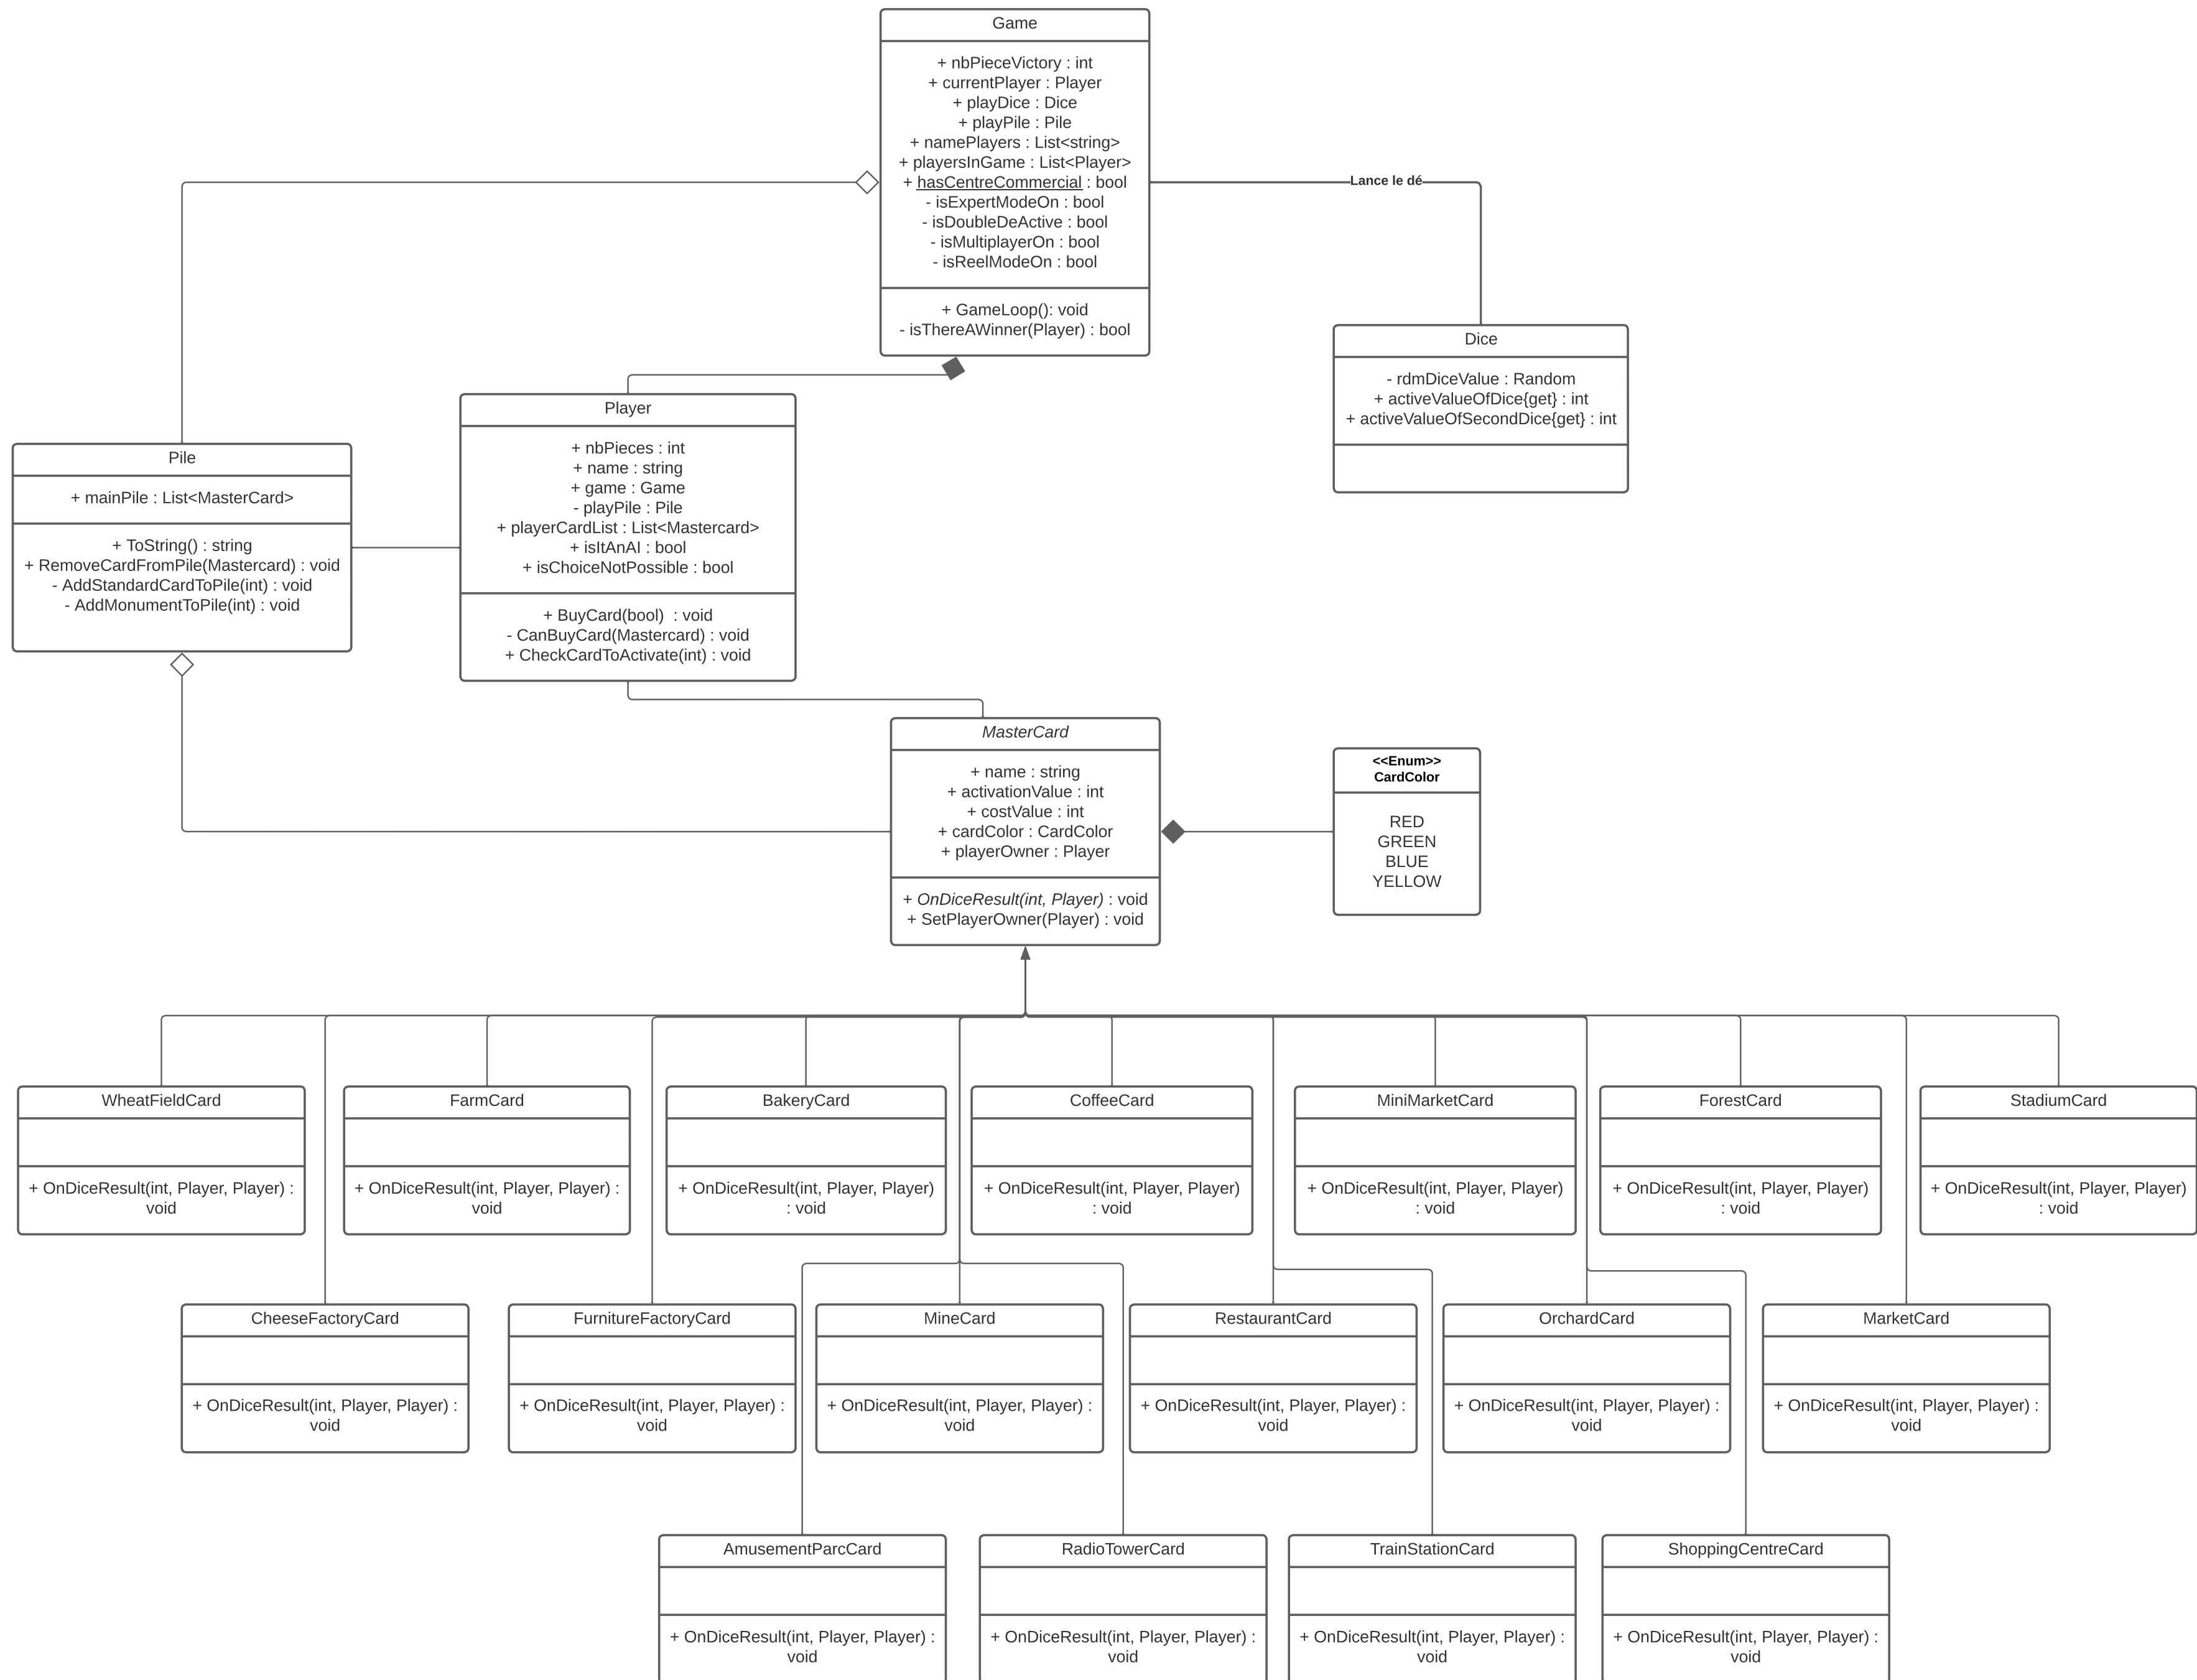 Game
+ nbPieceVictory : int
+ currentPlayer : Player
+ playDice : Dice
+ playPile : Pile
+ namePlayers : List<string>
+ playersInGame : List<Player>
+ hasCentreCommercial : bool
- isExpertModeOn : bool
- isDoubleDeActive : bool
- isMultiplayerOn : bool
- isReelModeOn : bool
+ GameLoop(): void
- isThereAWinner(Player) : bool
Lance le dé
Dice
- rdmDiceValue : Random
+ activeValueOfDice{get} : int
+ activeValueOfSecondDice{get} : int
Player
+ nbPieces : int
+ name : string
+ game : Game
- playPile : Pile
+ playerCardList : List<Mastercard>
+ isItAnAI : bool
+ isChoiceNotPossible : bool
+ BuyCard(bool)  : void
- CanBuyCard(Mastercard) : void
+ CheckCardToActivate(int) : void
Pile
+ mainPile : List<MasterCard>
+ ToString() : string
+ RemoveCardFromPile(Mastercard) : void
- AddStandardCardToPile(int) : void
- AddMonumentToPile(int) : void
MasterCard
+ name : string
+ activationValue : int
+ costValue : int
+ cardColor : CardColor
+ playerOwner : Player
+ OnDiceResult(int, Player) : void
+ SetPlayerOwner(Player) : void
<<Enum>>
CardColor
RED
GREEN
BLUE
YELLOW
WheatFieldCard
+ OnDiceResult(int, Player, Player) :
void
FarmCard
+ OnDiceResult(int, Player, Player) :
void
BakeryCard
+ OnDiceResult(int, Player, Player)
: void
CoffeeCard
+ OnDiceResult(int, Player, Player)
: void
MiniMarketCard
+ OnDiceResult(int, Player, Player)
: void
ForestCard
+ OnDiceResult(int, Player, Player)
: void
StadiumCard
+ OnDiceResult(int, Player, Player)
: void
CheeseFactoryCard
+ OnDiceResult(int, Player, Player) :
void
FurnitureFactoryCard
+ OnDiceResult(int, Player, Player) :
void
MineCard
+ OnDiceResult(int, Player, Player) :
void
RestaurantCard
+ OnDiceResult(int, Player, Player) :
void
OrchardCard
+ OnDiceResult(int, Player, Player) :
void
MarketCard
+ OnDiceResult(int, Player, Player) :
void
AmusementParcCard
+ OnDiceResult(int, Player, Player) :
void
RadioTowerCard
+ OnDiceResult(int, Player, Player) :
void
TrainStationCard
+ OnDiceResult(int, Player, Player) :
void
ShoppingCentreCard
+ OnDiceResult(int, Player, Player) :
void